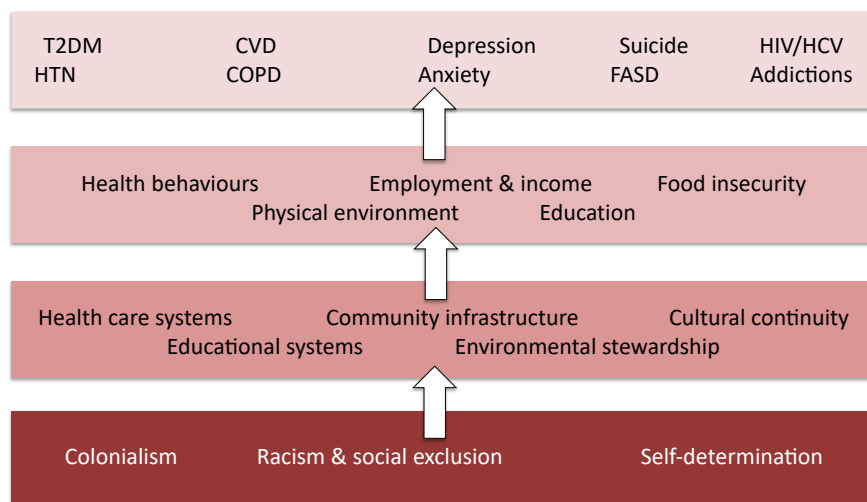 T2DM CVD Depression Suicide HIV/HCV
HTN COPD Anxiety FASD Addictions
Health behaviours Employment & income Food insecurity
Physical environment Education
Health care systems Community infrastructure Cultural continuity
Educational systems Environmental stewardship
Colonialism Racism & social exclusion Self-determination